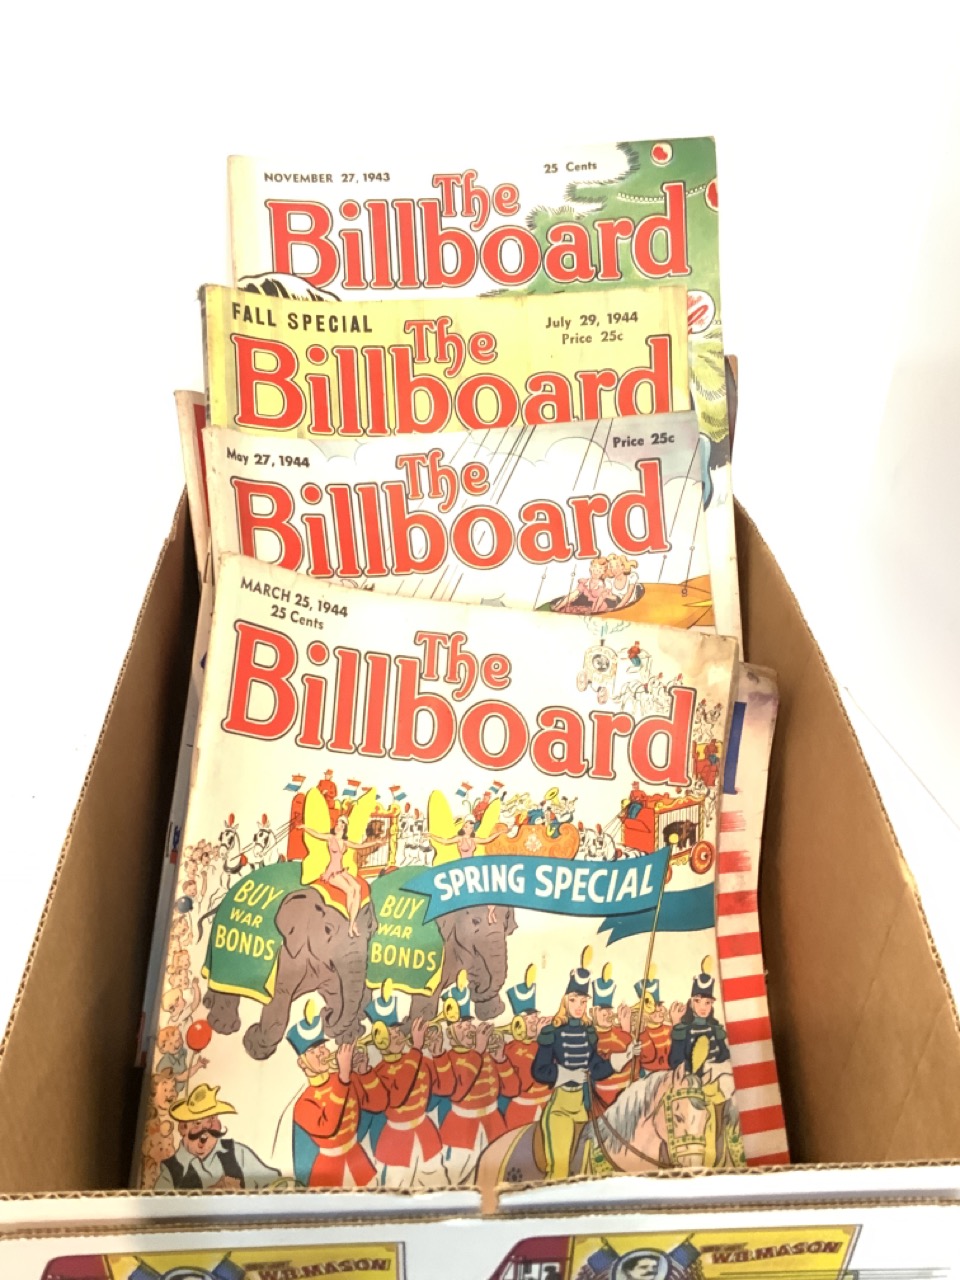 NOVEMBER 27, 1943
25 Cents
The
Billboard
FALL SPECIAL
July 29, 1944
Price 25c
The
Billboard
May 27, 1944
Price 25c
The
Billboard
MARCH 25, 1944
25 Cents
The
Billboard
SPRING SPECIAL
BUY
WAR
BONDS
BUY
WAR
BONDS
W.B. MASON
W.B. MASON